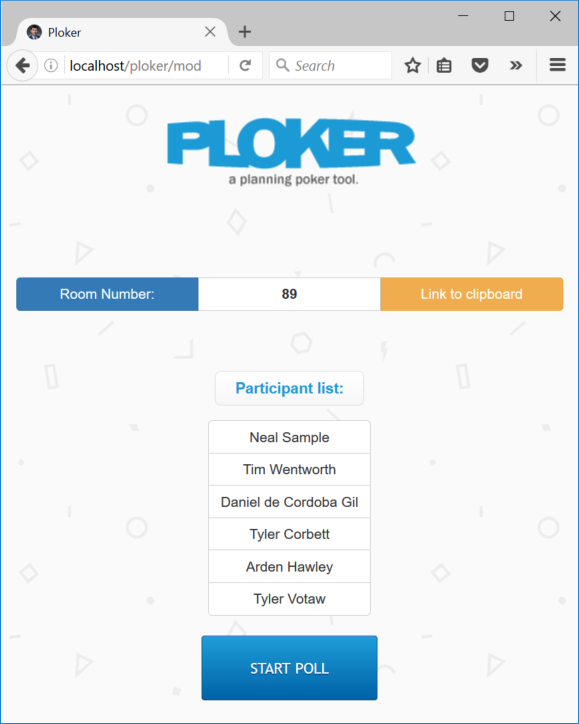 Ploker
localhost/ploker/mod
Search
PLOKER
a planning poker tool.
Room Number:
89
Link to clipboard
Participant list:
Neal Sample
Tim Wentworth
Daniel de Cordoba Gil
Tyler Corbett
Arden Hawley
Tyler Votaw
START POLL